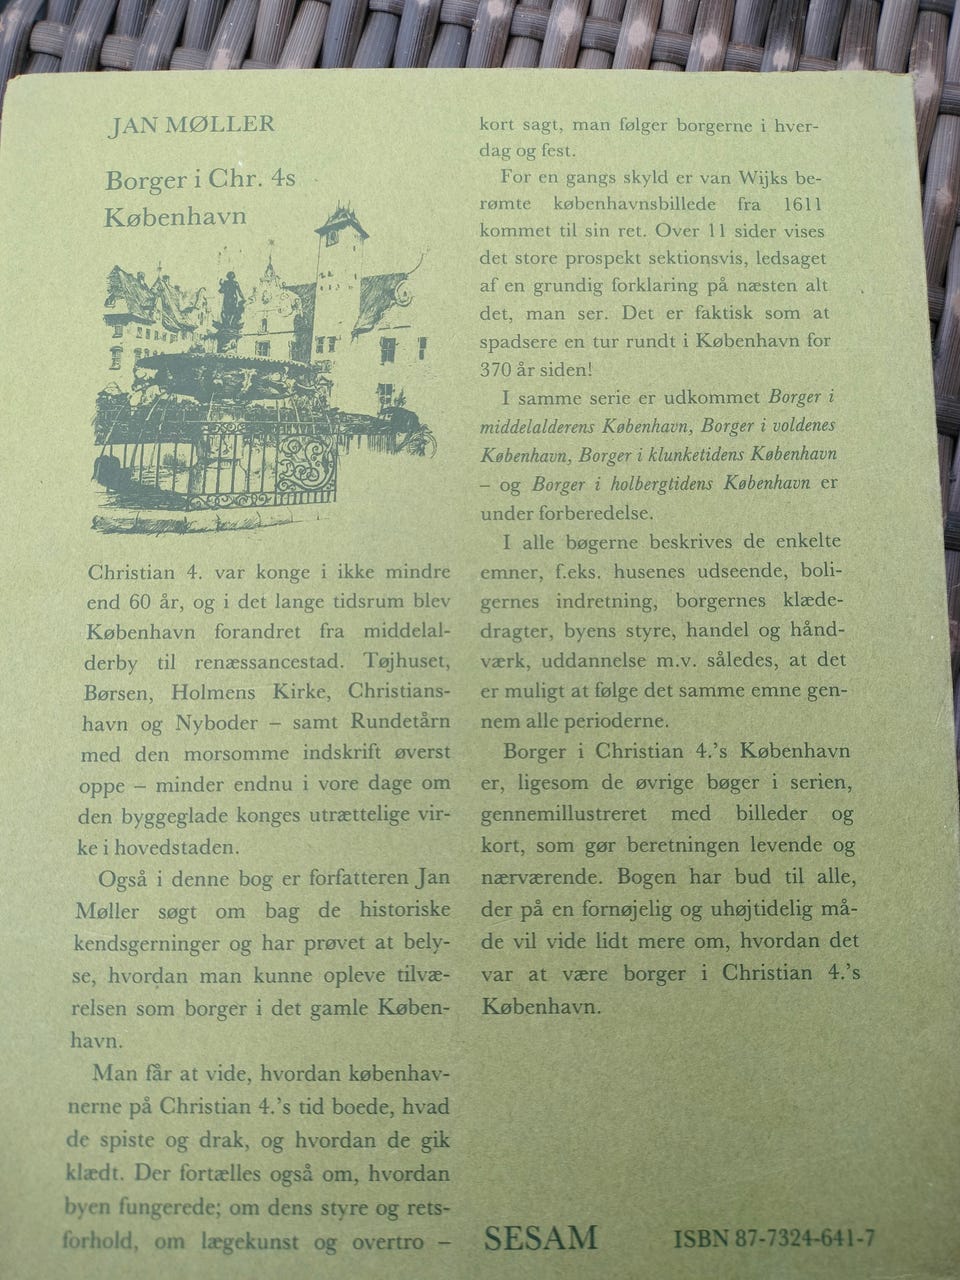 JAN MØLLER
Borger i Chr. 4s
København
Christian 4. var konge i ikke mindre
end 60 år, og i det lange tidsrum blev
København forandret fra middelal-
derby til renæssancestad. Tøjhuset,
Børsen, Holmens Kirke, Christians-
havn og Nyboder – samt Rundetårn
med den morsomme indskrift øverst
oppe – minder endnu i vore dage om
den byggeglade konges utrættelige vir-
ke i hovedstaden.
Også i denne bog er forfatteren Jan
Møller søgt om bag de historiske
kendsgerninger og har prøvet at bely-
se, hvordan man kunne opleve tilvæ-
relsen som borger i det gamle Køben-
havn.
Man får at vide, hvordan københav-
nerne på Christian 4.'s tid boede, hvad
de spiste og drak, og hvordan de gik
klædt. Der fortælles også om, hvordan
byen fungerede; om dens styre og rets-
forhold, om lægekunst og overtro –
kort sagt, man følger borgerne i hver-
dag og fest.
For en gangs skyld er van Wijks be-
rømte københavnsbillede fra 1611
kommet til sin ret. Over 11 sider vises
det store prospekt sektionsvis, ledsaget
af en grundig forklaring på næsten alt
det, man ser. Det er faktisk som at
spadsere en tur rundt i København for
370 år siden!
I samme serie er udkommet Borger i
middelalderens København, Borger i voldenes
København, Borger i klunketidens København
– og Borger i holbergtidens København er
under forberedelse.
I alle bøgerne beskrives de enkelte
emner, f.eks. husenes udseende, boli-
gernes indretning, borgernes klæde-
dragter, byens styre, handel og hånd-
værk, uddannelse m.v. således, at det
er muligt at følge det samme emne gen-
nem alle perioderne.
Borger i Christian 4.'s København
er, ligesom de øvrige bøger i serien,
gennemillustreret med billeder og
kort, som gør beretningen levende og
nærværende. Bogen har bud til alle,
der på en fornøjelig og uhøjtidelig må-
de vil vide lidt mere om, hvordan det
var at være borger i Christian 4.'s
København.
SESAM
ISBN 87-7324-641-7